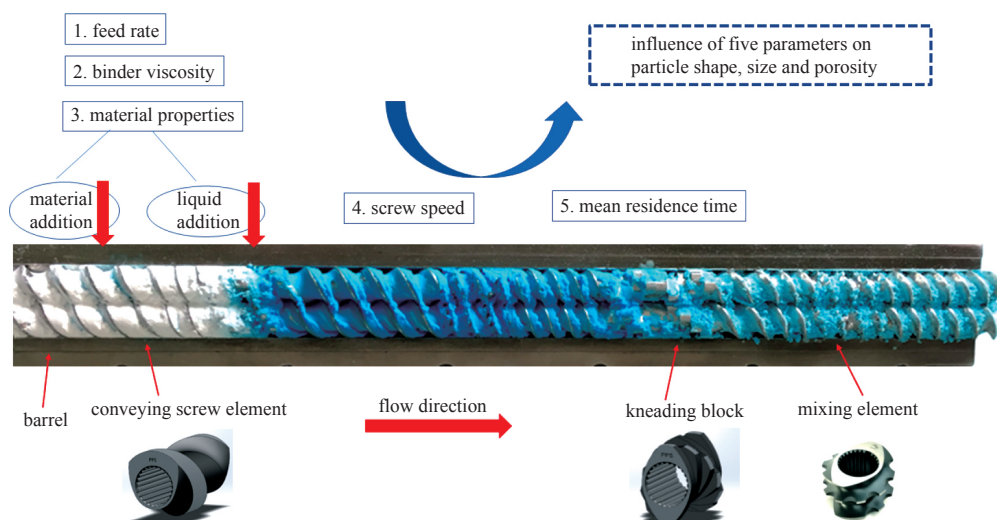 1. feed rate
2. binder viscosity
3. material properties
influence of five parameters on
particle shape, size and porosity
material
addition
liquid
addition
4. screw speed
5. mean residence time
barrel
conveying screw element
flow direction
kneading block
mixing element